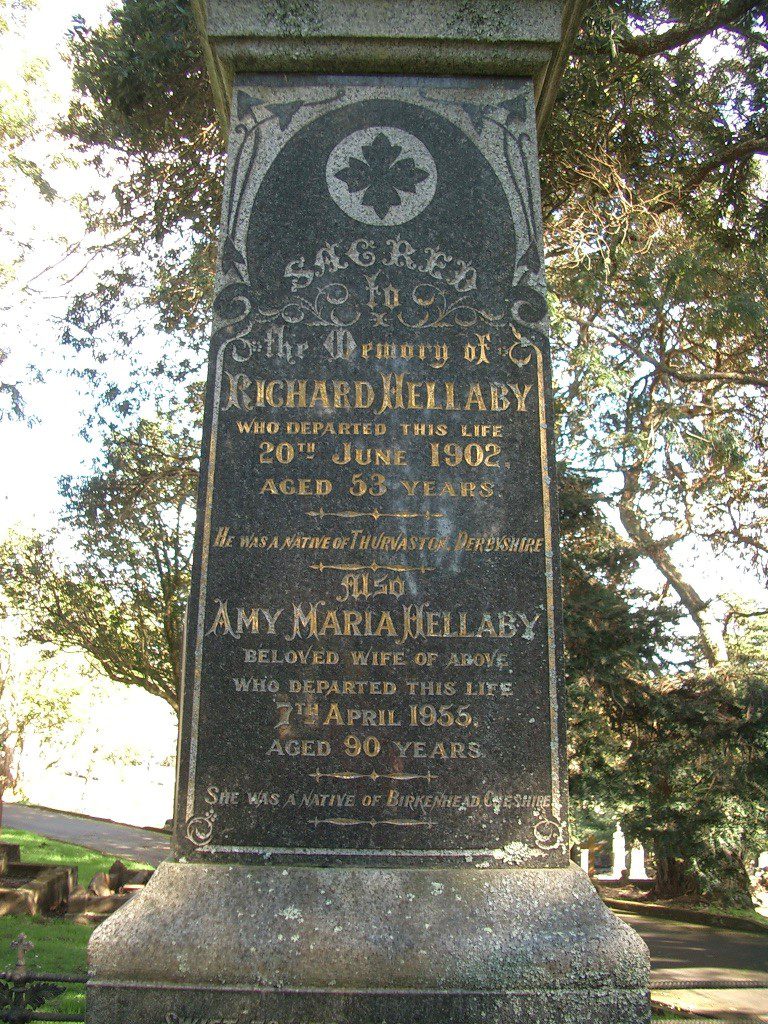 SACRED
to
the Memory of
RICHARD HELLABY
WHO DEPARTED THIS LIFE
20TH JUNE 1902.
AGED 53 YEARS.
HE WAS A NATIVE OF THURVASTON, DERBYSHIRE
Also
AMY MARIA HELLABY
BELOVED WIFE OF ABOVE
WHO DEPARTED THIS LIFE
7TH APRIL 1955.
AGED 90 YEARS.
SHE WAS A NATIVE OF BIRKENHEAD, CHESHIRE